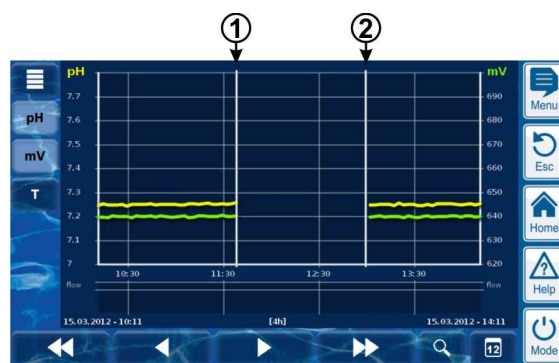 1 2
pH mV
7.7 690
7.6 680
7.5 670
7.4 660
7.3 650
7.2 640
7.1 630
7 620
10:30 11:30 12:30 13:30
flow flow
15.03.2012 - 10:11 [4h] 15.03.2012 - 14:11
pH
mV
T
12
Menu
Esc
Home
Help
Mode